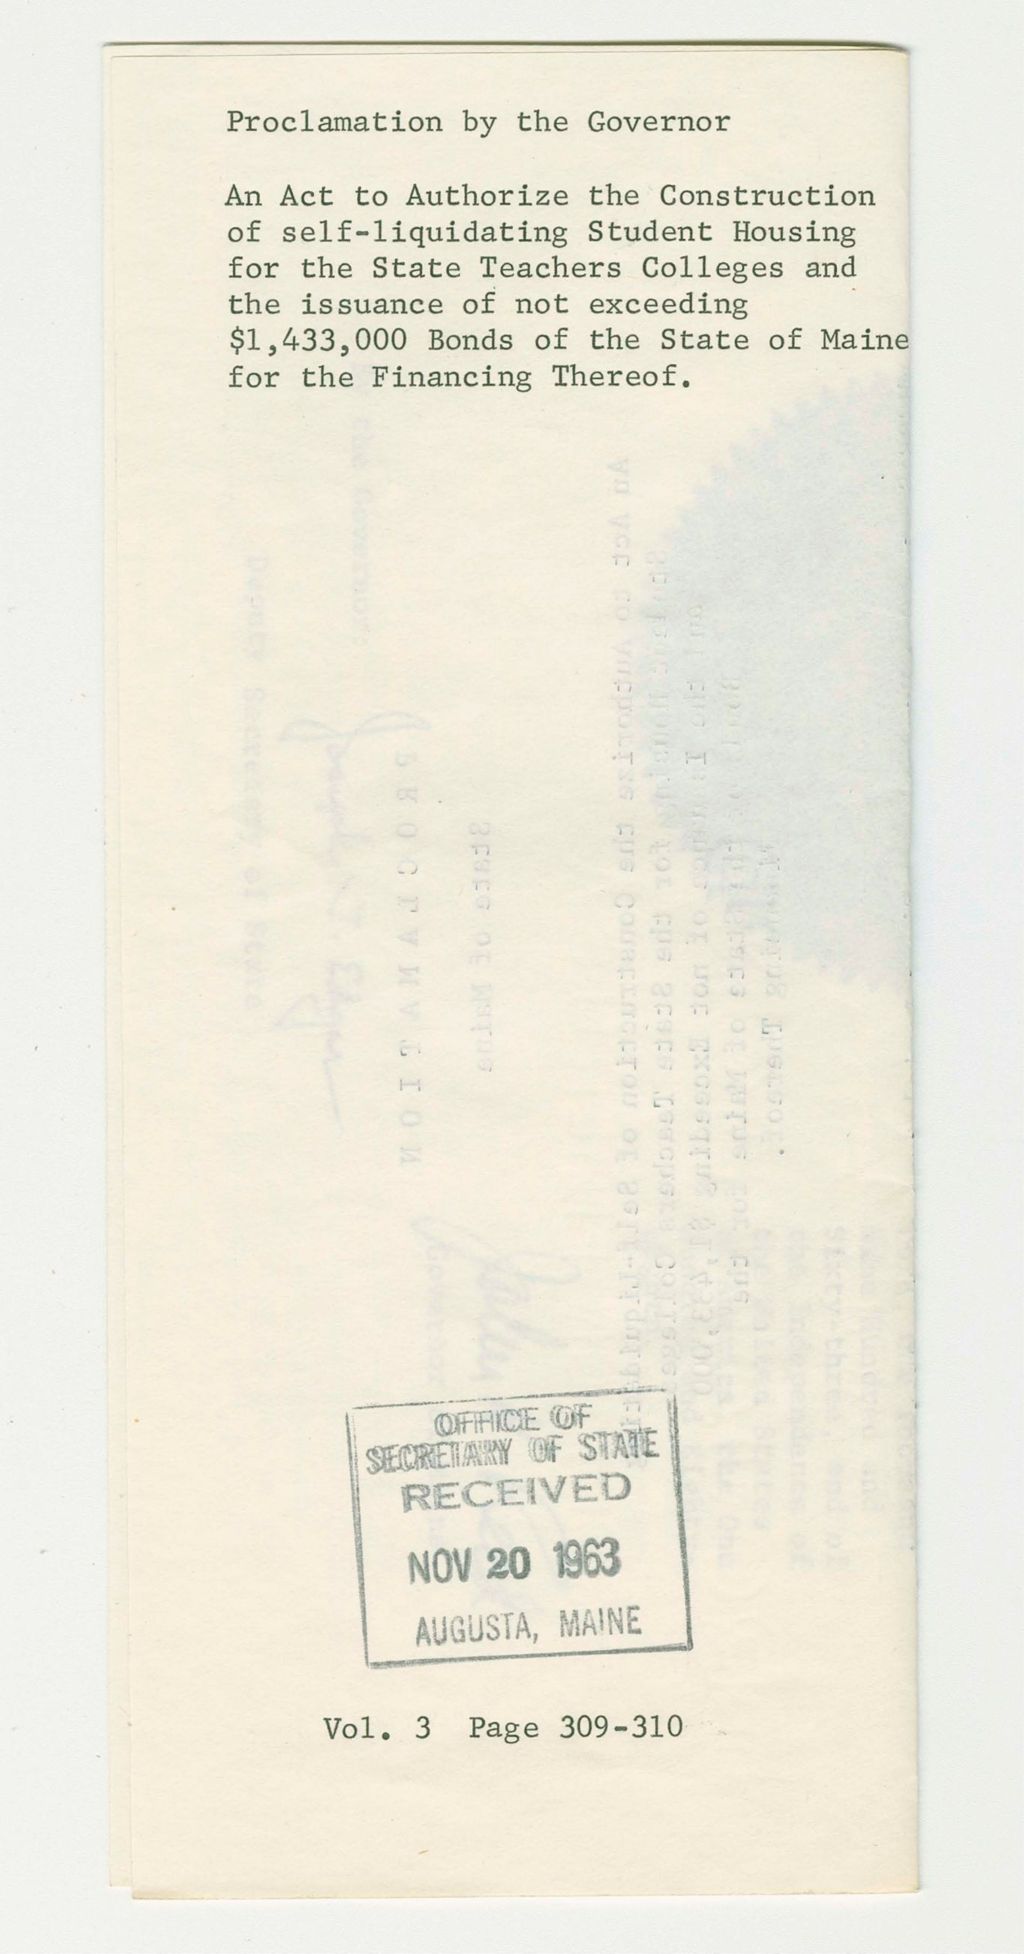 Proclamation by the Governor
An Act to Authorize the Construction
of self-liquidating Student Housing
for the State Teachers Colleges and
the issuance of not exceeding
$1,433,000 Bonds of the State of Maine
for the Financing Thereof.
OFFICE OF
SECRETARY OF STATE
RECEIVED
NOV 20 1963
AUGUSTA, MAINE
Vol. 3 Page 309-310